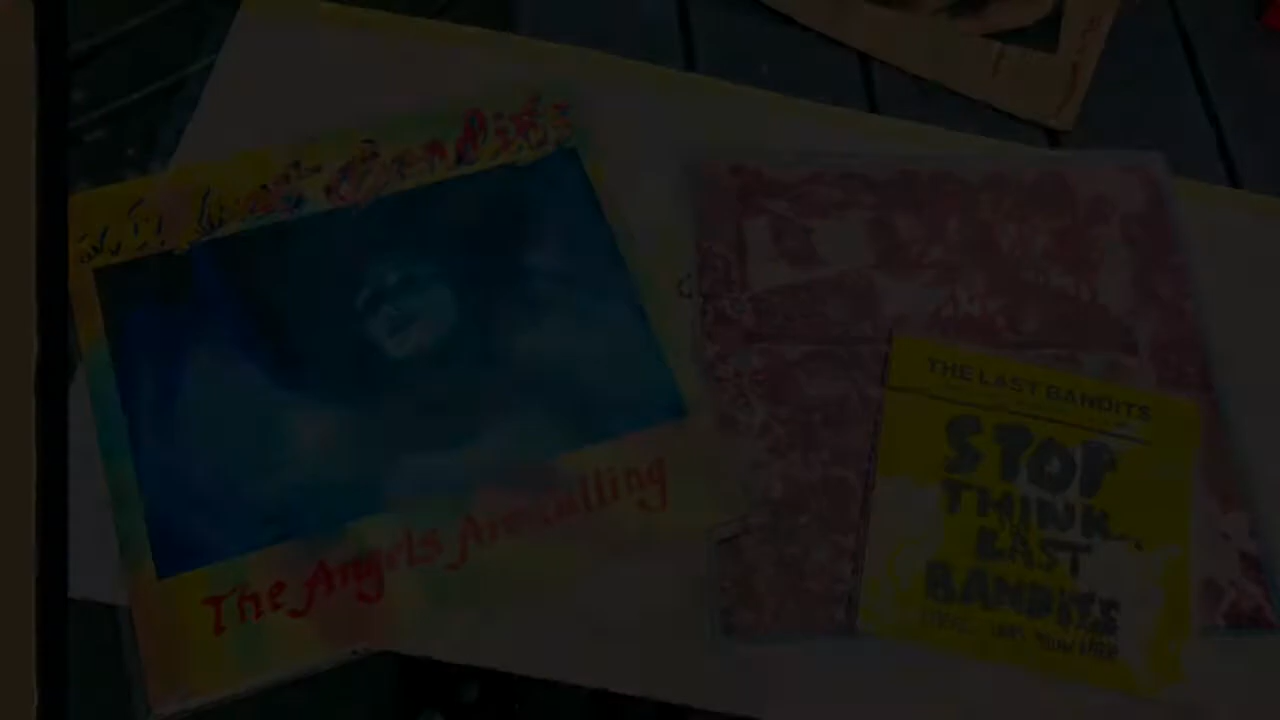 The Last Bandits
The Angels Are calling
THE LAST BANDITS
STOP
THINK
LAST
BANDITS